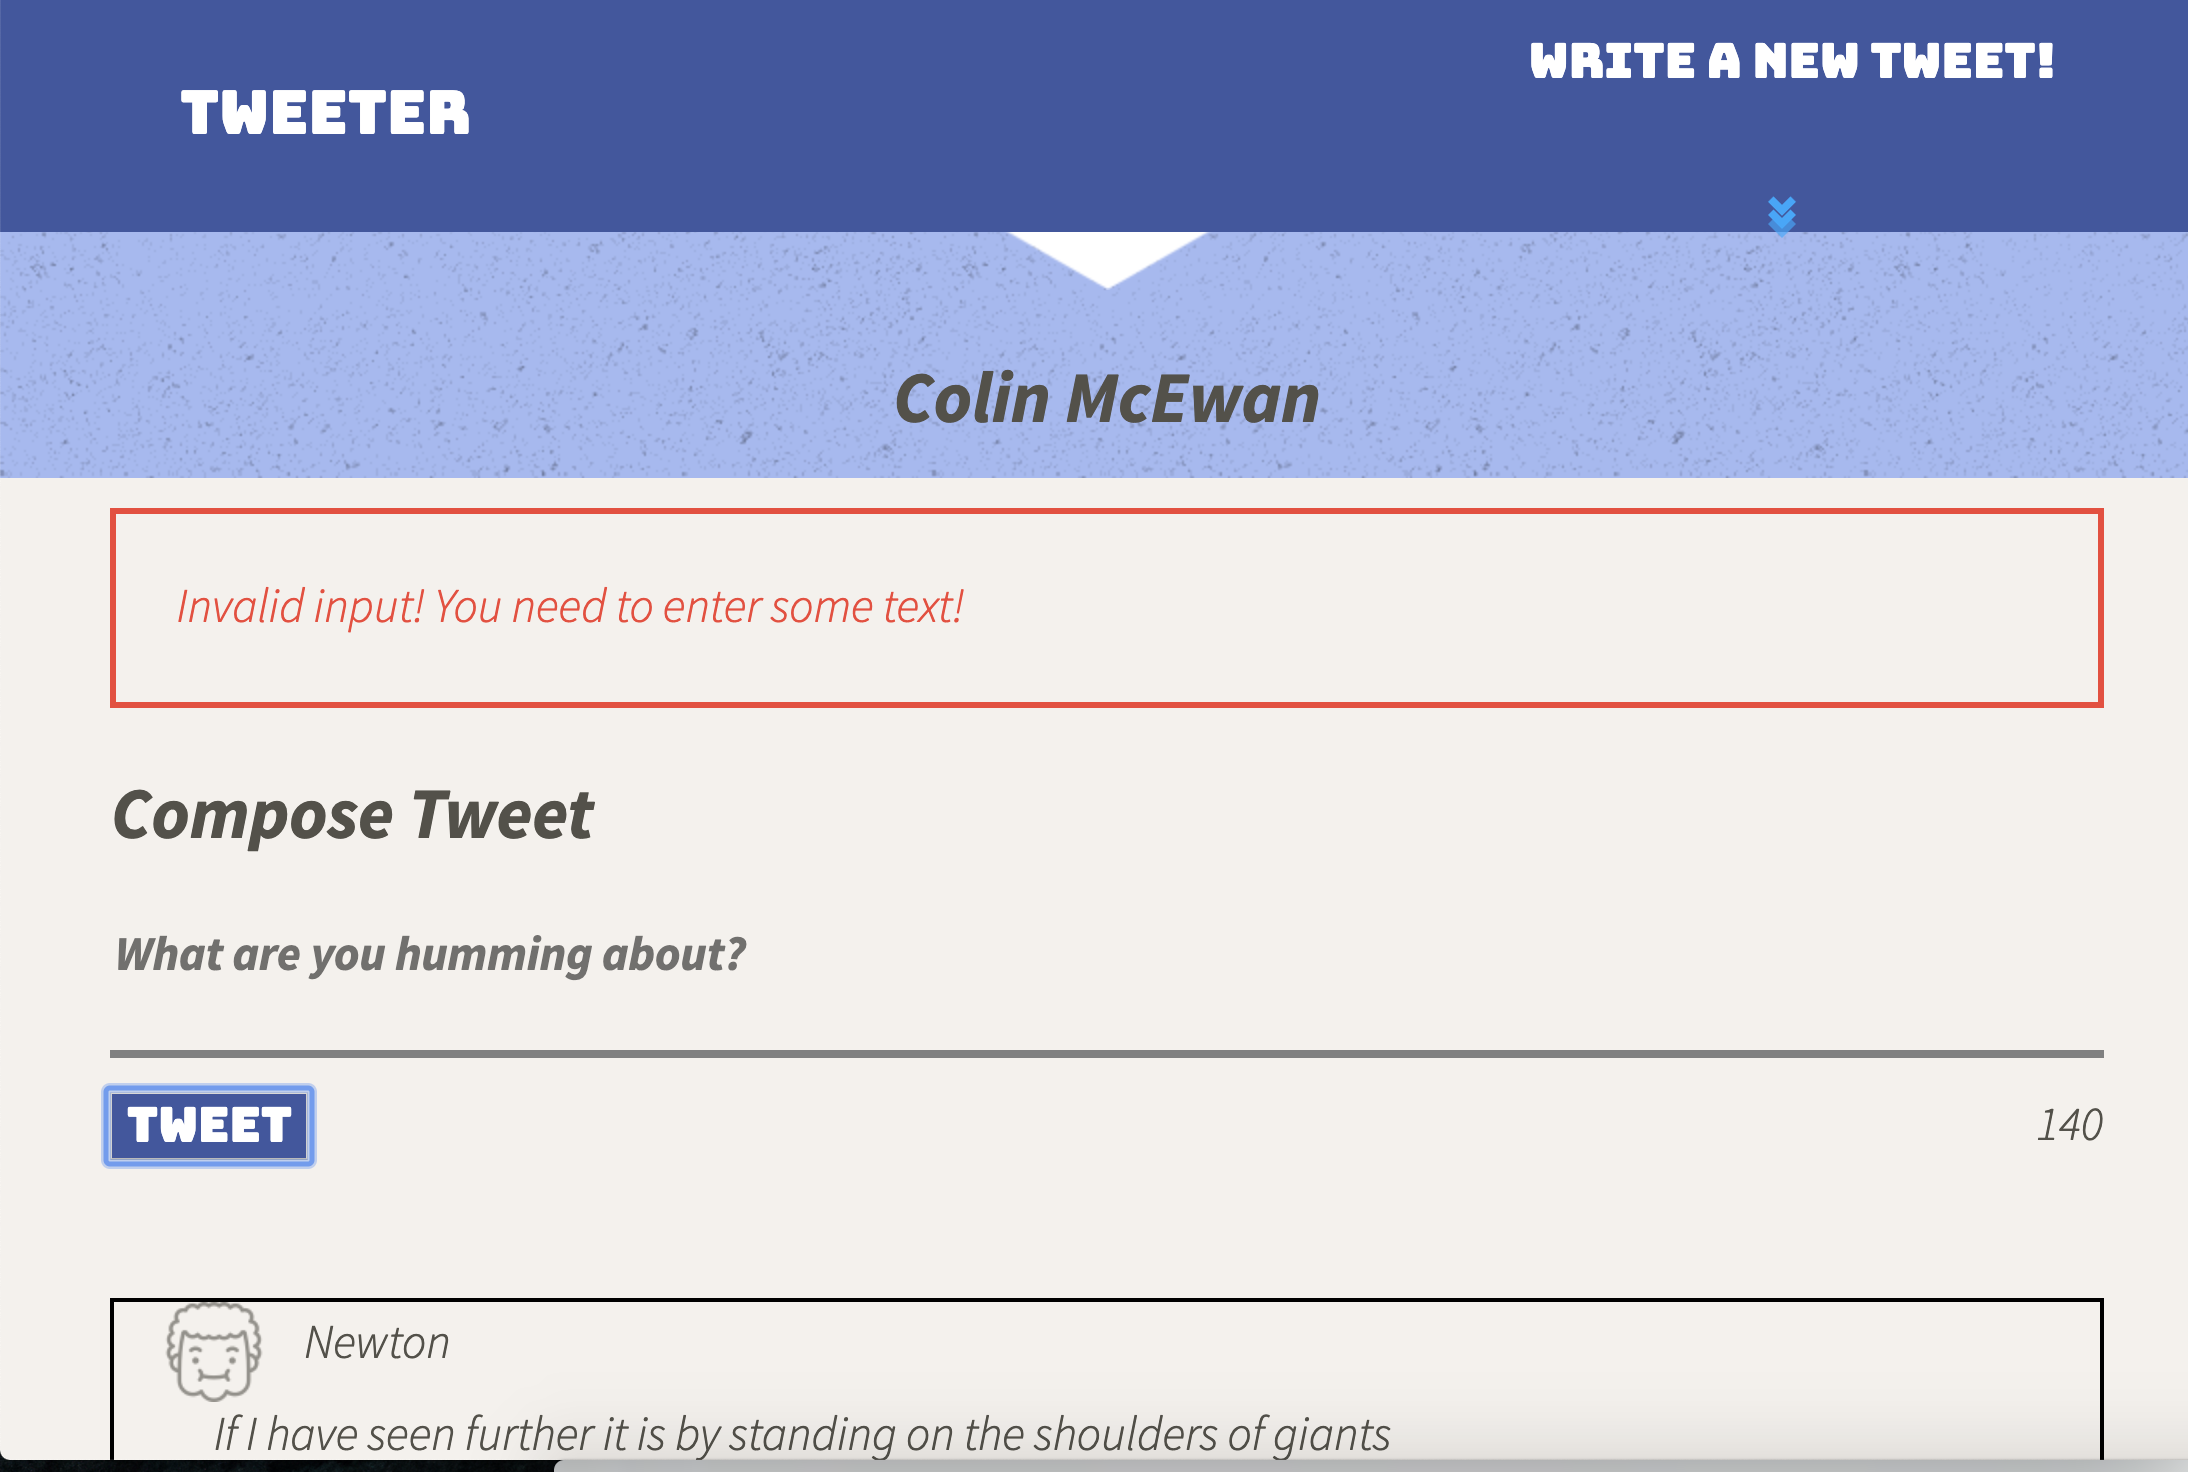 TWEETER
WRITE A NEW TWEET!
Colin McEwan
Invalid input! You need to enter some text!
Compose Tweet
What are you humming about?
TWEET
140
Newton
If I have seen further it is by standing on the shoulders of giants